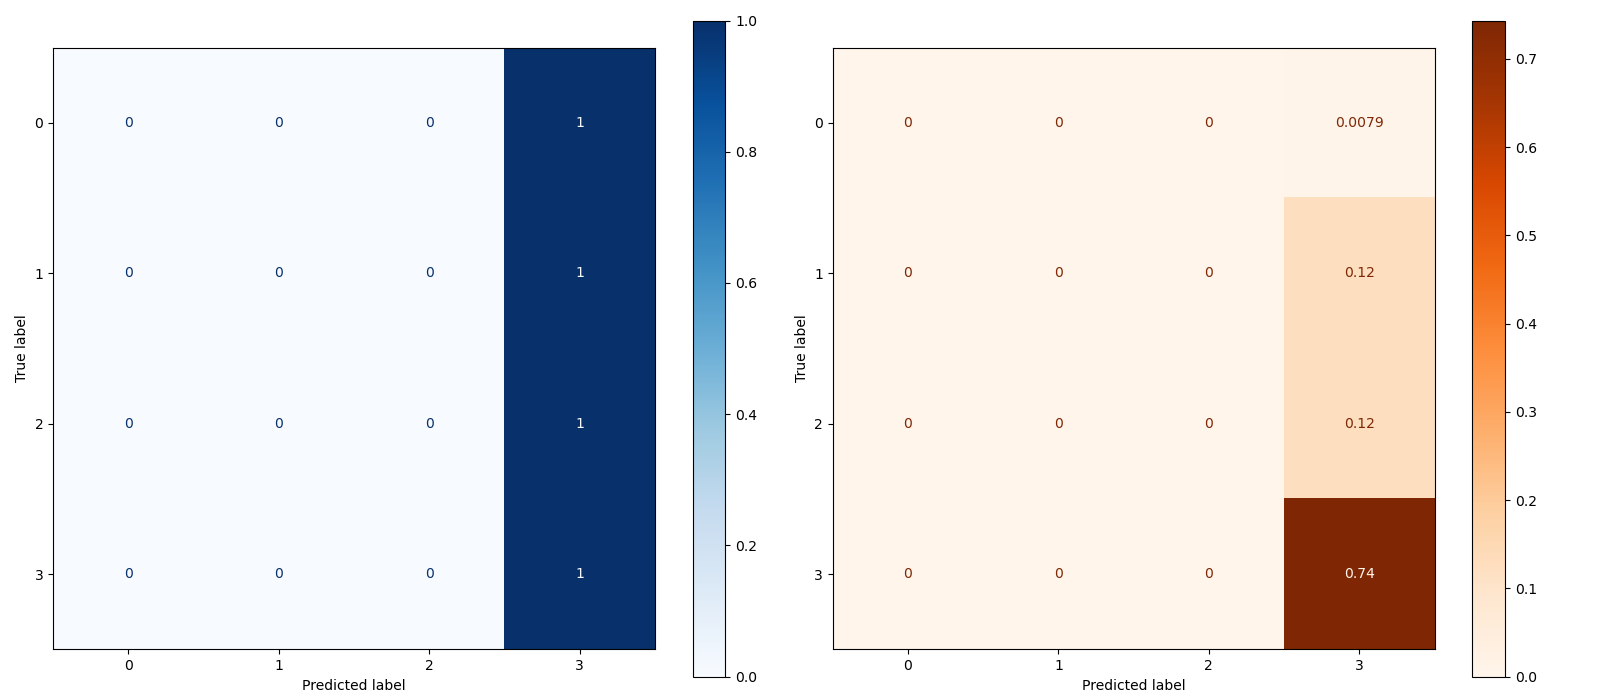 1.0
0.8
0.6
0.4
0.2
0.0
0 0 0 0 1
1 0 0 0 1
2 0 0 0 1
3 0 0 0 1
0 1 2 3
True label
Predicted label
0.7
0.6
0.5
0.4
0.3
0.2
0.1
0.0
0 0 0 0 0.0079
1 0 0 0 0.12
2 0 0 0 0.12
3 0 0 0 0.74
0 1 2 3
True label
Predicted label